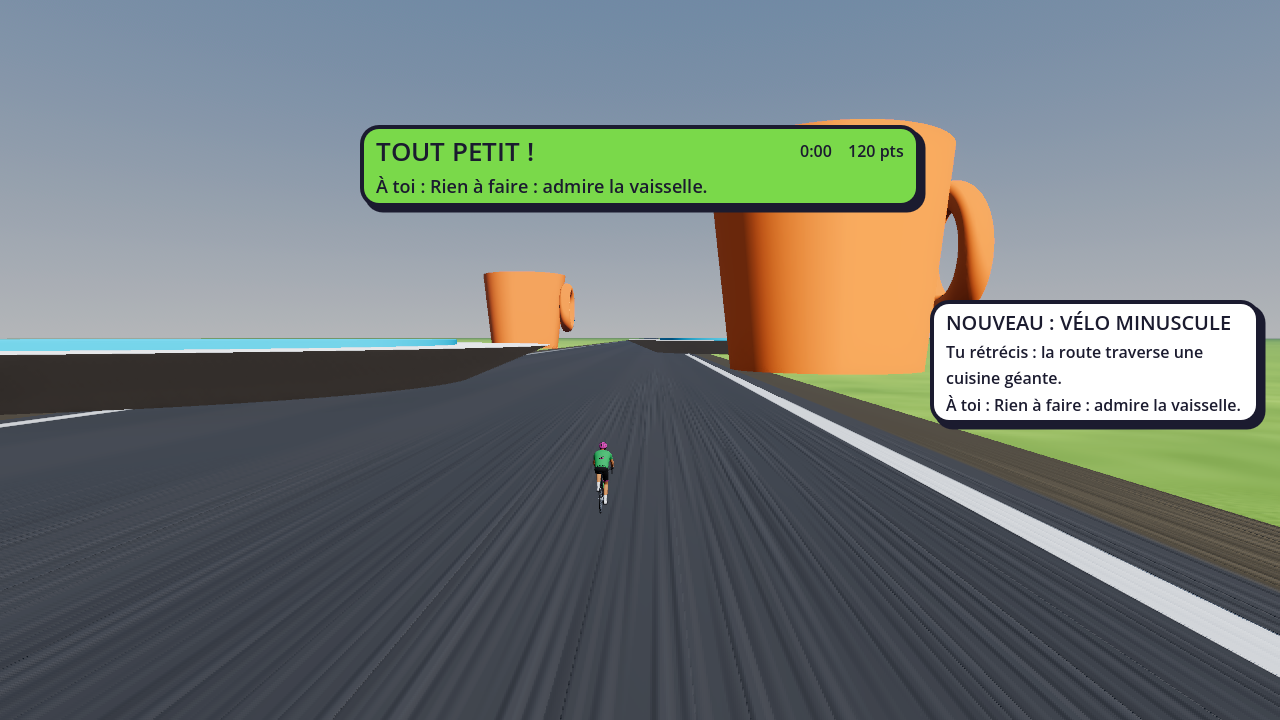 TOUT PETIT !
0:00 120 pts
À toi : Rien à faire : admire la vaisselle.
NOUVEAU : VÉLO MINUSCULE
Tu rétrécis : la route traverse une
cuisine géante.
À toi : Rien à faire : admire la vaisselle.